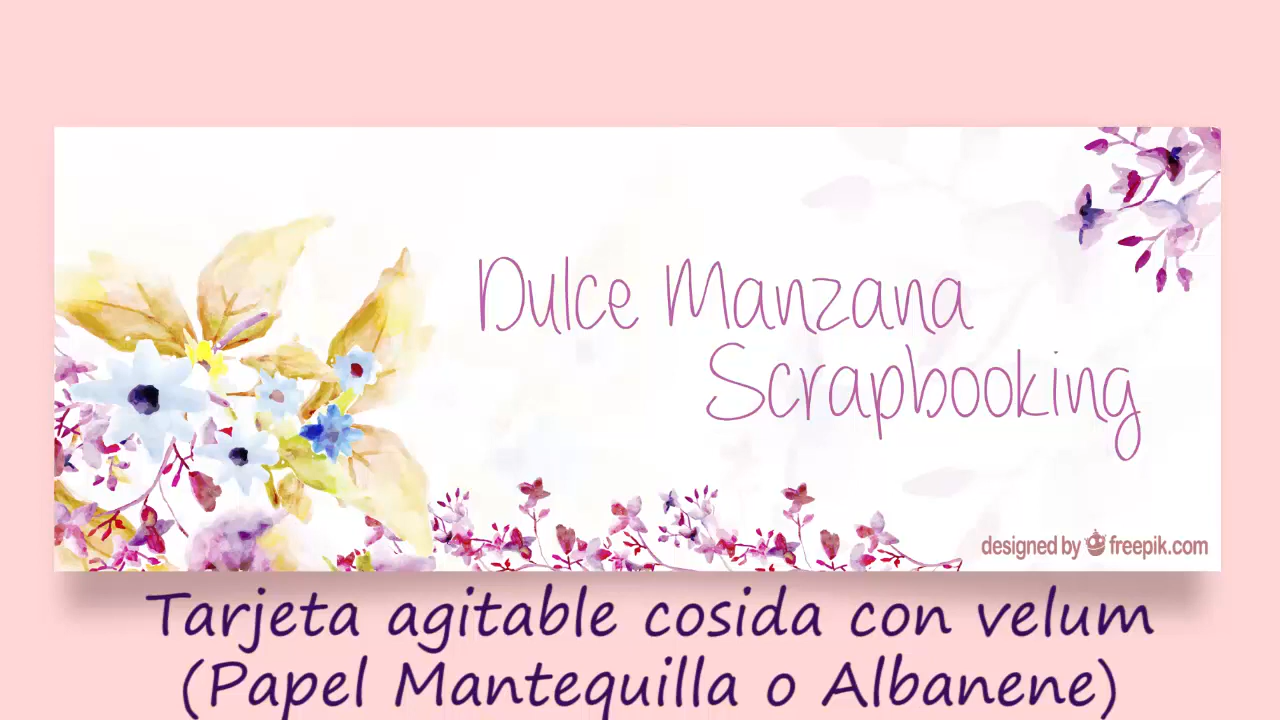 Dulce Manzana
Scrapbooking
designed by freepik.com
Tarjeta agitable cosida con velum
(Papel Mantequilla o Albanene)